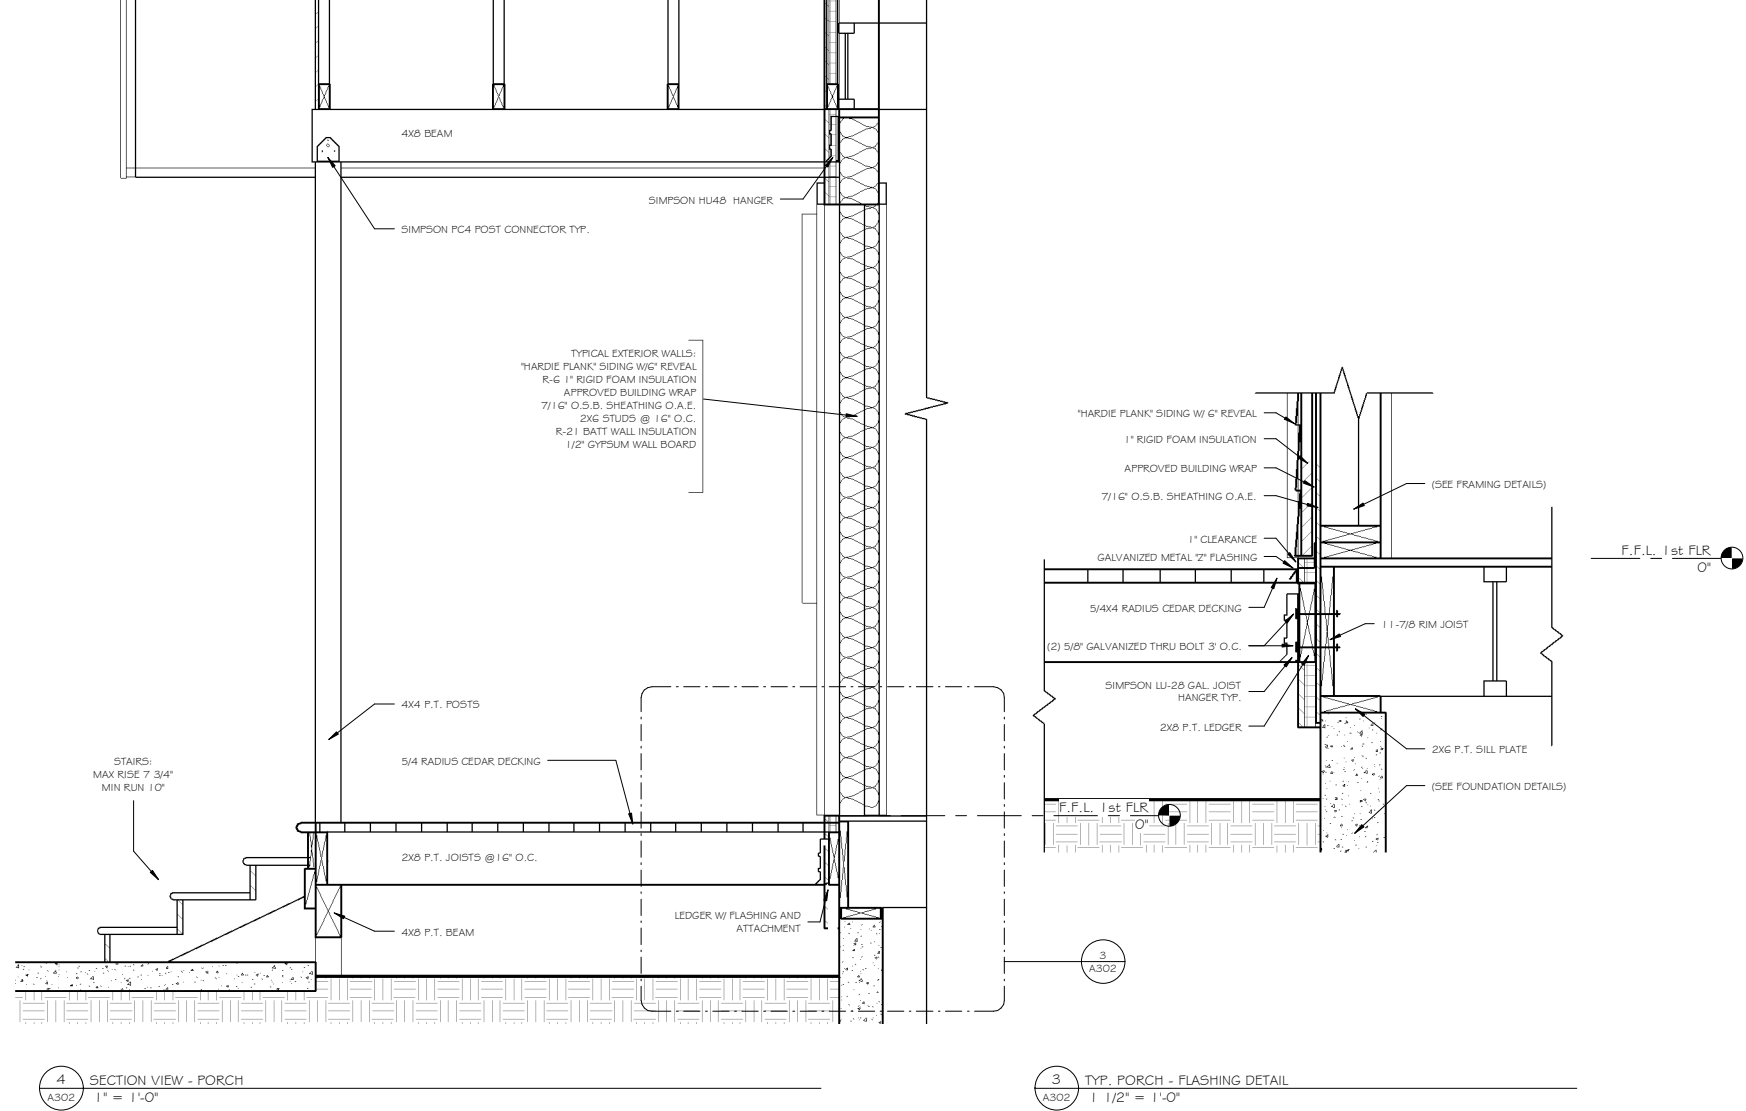 4X8 BEAM
SIMPSON HU48 HANGER
SIMPSON PC4 POST CONNECTOR TYP.
TYPICAL EXTERIOR WALLS:
"HARDIE PLANK" SIDING W/6" REVEAL
R-6 1" RIGID FOAM INSULATION
APPROVED BUILDING WRAP
7/16" O.S.B. SHEATHING O.A.E.
2X6 STUDS @ 16" O.C.
R-21 BATT WALL INSULATION
1/2" GYPSUM WALL BOARD
4X4 P.T. POSTS
5/4 RADIUS CEDAR DECKING
STAIRS:
MAX RISE 7 3/4"
MIN RUN 10"
2X8 P.T. JOISTS @16" O.C.
LEDGER W/ FLASHING AND
ATTACHMENT
4X8 P.T. BEAM
F.F.L. 1st FLR
0"
3
A302
4
A302
SECTION VIEW - PORCH
1" = 1'-0"
"HARDIE PLANK" SIDING W/ 6" REVEAL
1" RIGID FOAM INSULATION
APPROVED BUILDING WRAP
7/16" O.S.B. SHEATHING O.A.E.
1" CLEARANCE
GALVANIZED METAL "Z" FLASHING
5/4X4 RADIUS CEDAR DECKING
(2) 5/8" GALVANIZED THRU BOLT 3' O.C.
SIMPSON LU-28 GAL. JOIST
HANGER TYP.
2X8 P.T. LEDGER
(SEE FRAMING DETAILS)
F.F.L. 1st FLR
0"
11-7/8 RIM JOIST
2X6 P.T. SILL PLATE
(SEE FOUNDATION DETAILS)
3
A302
TYP. PORCH - FLASHING DETAIL
1 1/2" = 1'-0"